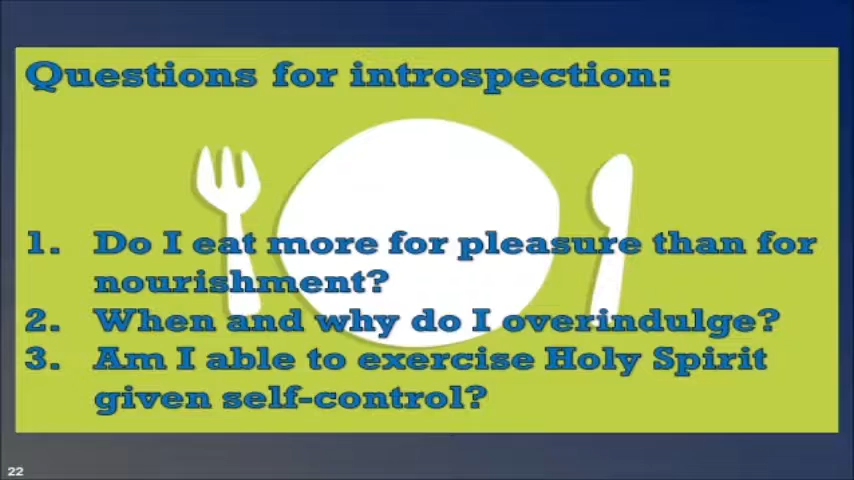 Questions for introspection:
1. Do I eat more for pleasure than for
nourishment?
2. When and why do I overindulge?
3. Am I able to exercise Holy Spirit
given self-control?
22